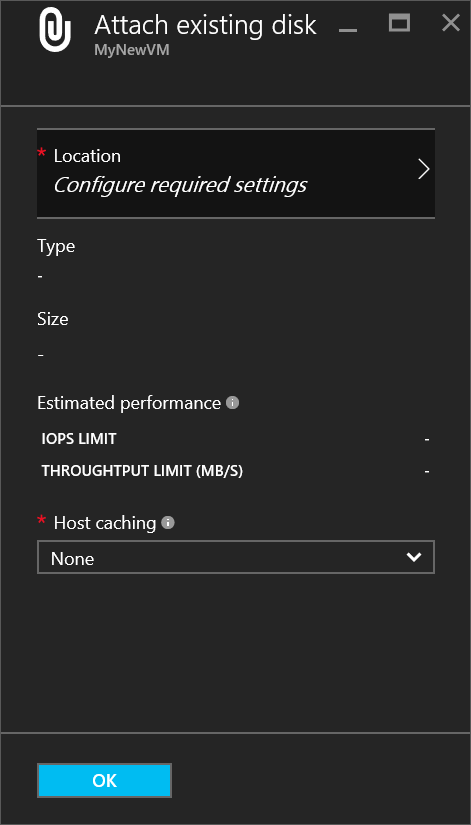 Attach existing disk
MyNewVM
* Location
Configure required settings
Type
-
Size
-
Estimated performance
IOPS LIMIT -
THROUGHTPUT LIMIT (MB/S) -
* Host caching
None
OK